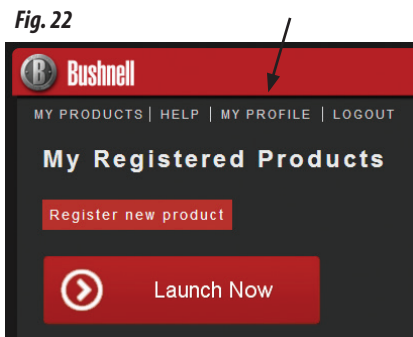 Fig. 22
B Bushnell
MY PRODUCTS | HELP | MY PROFILE | LOGOUT
My Registered Products
Register new product
Launch Now